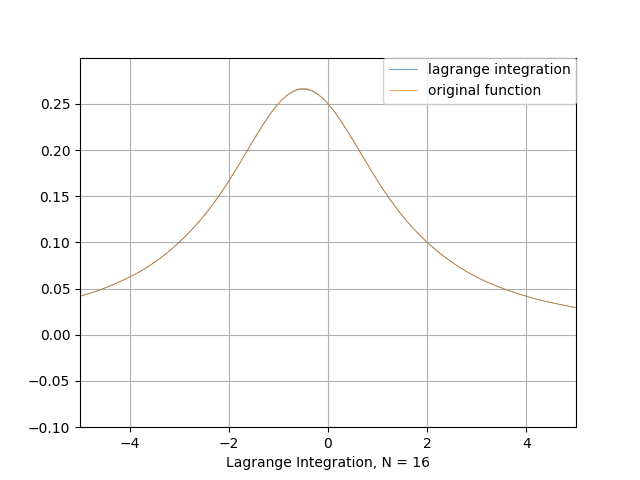 lagrange integration
original function
0.25
0.20
0.15
0.10
0.05
0.00
−0.05
−0.10
−4 −2 0 2 4
Lagrange Integration, N = 16